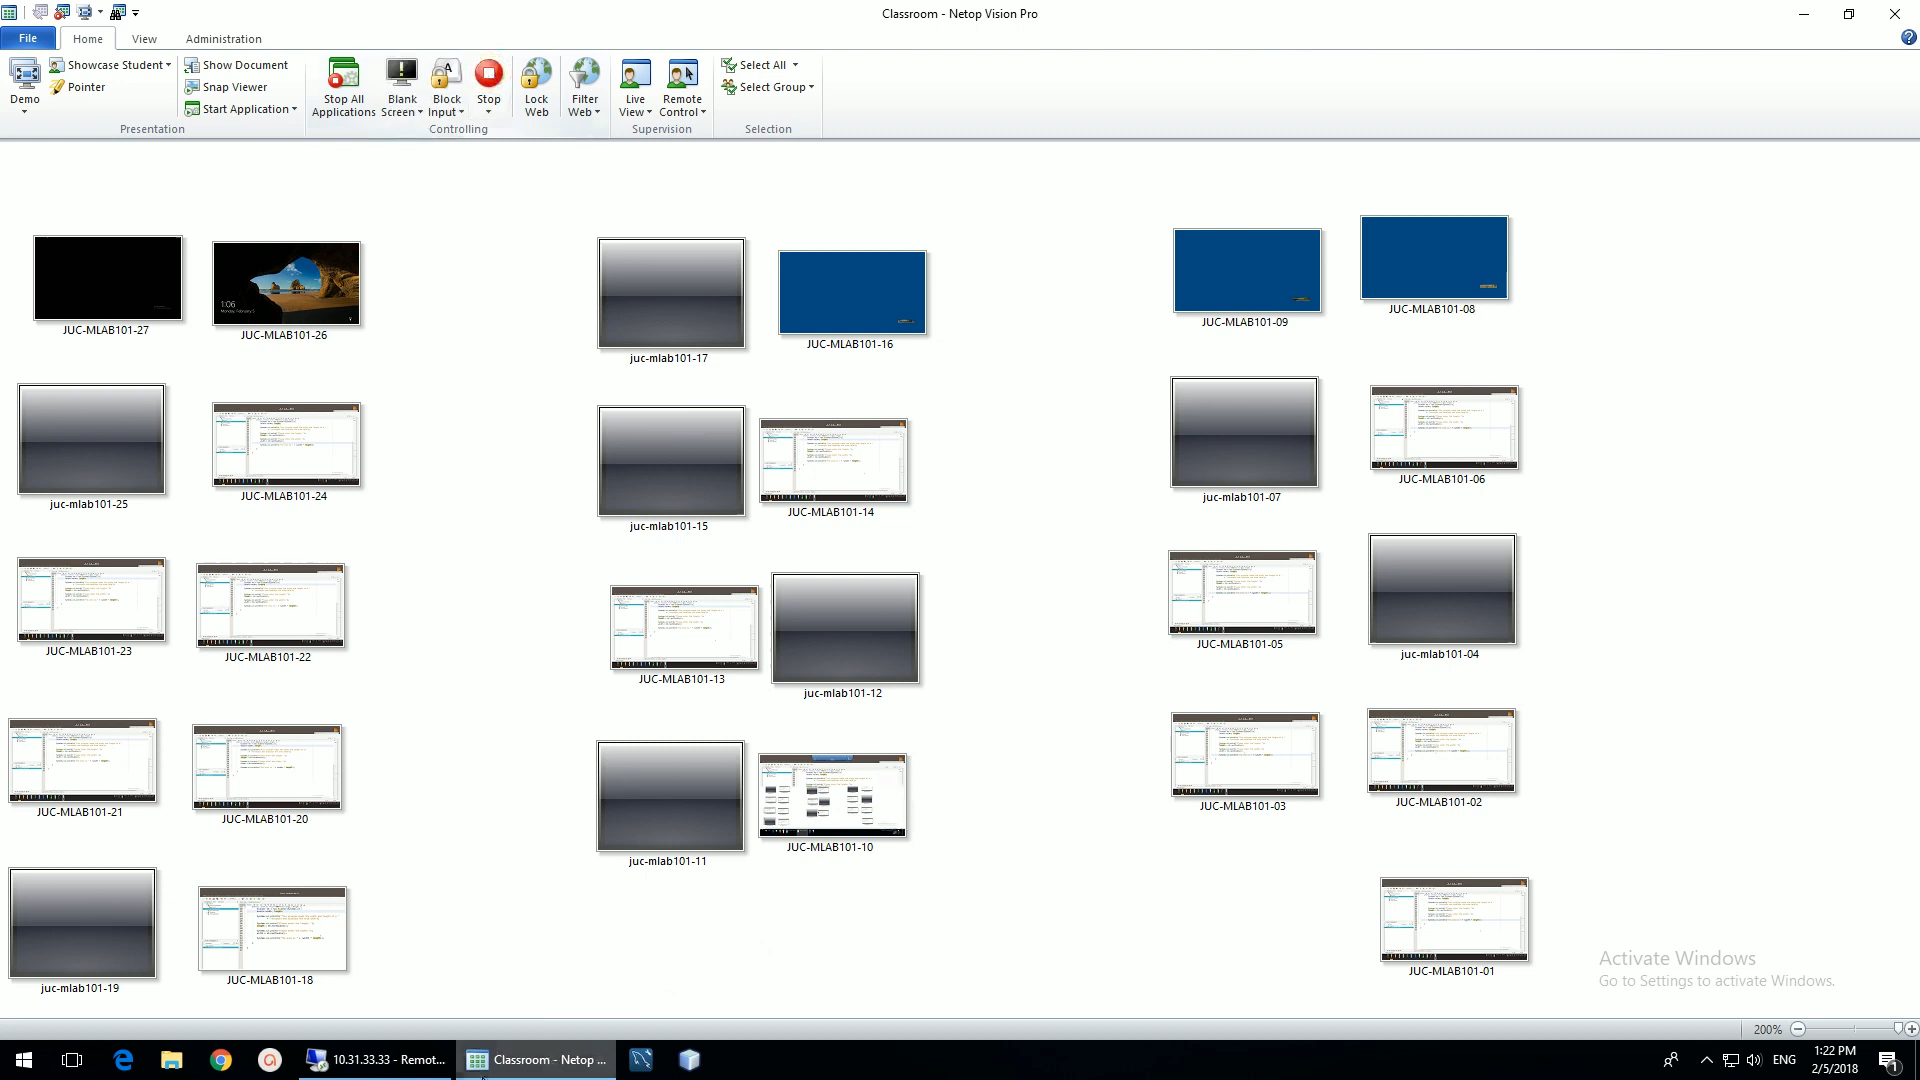 Classroom - Netop Vision Pro
File Home View Administration
Demo
Showcase Student
Pointer
Show Document
Snap Viewer
Start Application
Presentation
Stop All Applications
Blank Screen
Block Input
Stop
Lock Web
Filter Web
Controlling
Live View
Remote Control
Supervision
Select All
Select Group
Selection
JUC-MLAB101-27
1:06
Monday, February 5
JUC-MLAB101-26
juc-mlab101-17
JUC-MLAB101-16
JUC-MLAB101-09
JUC-MLAB101-08
juc-mlab101-25
JUC-MLAB101-24
juc-mlab101-15
JUC-MLAB101-14
juc-mlab101-07
JUC-MLAB101-06
JUC-MLAB101-23
JUC-MLAB101-22
JUC-MLAB101-13
juc-mlab101-12
JUC-MLAB101-05
juc-mlab101-04
JUC-MLAB101-21
JUC-MLAB101-20
juc-mlab101-11
JUC-MLAB101-10
JUC-MLAB101-03
JUC-MLAB101-02
juc-mlab101-19
JUC-MLAB101-18
JUC-MLAB101-01
Activate Windows
Go to Settings to activate Windows.
200%
10.31.33.33 - Remot...
Classroom - Netop ...
ENG
1:22 PM
2/5/2018
1